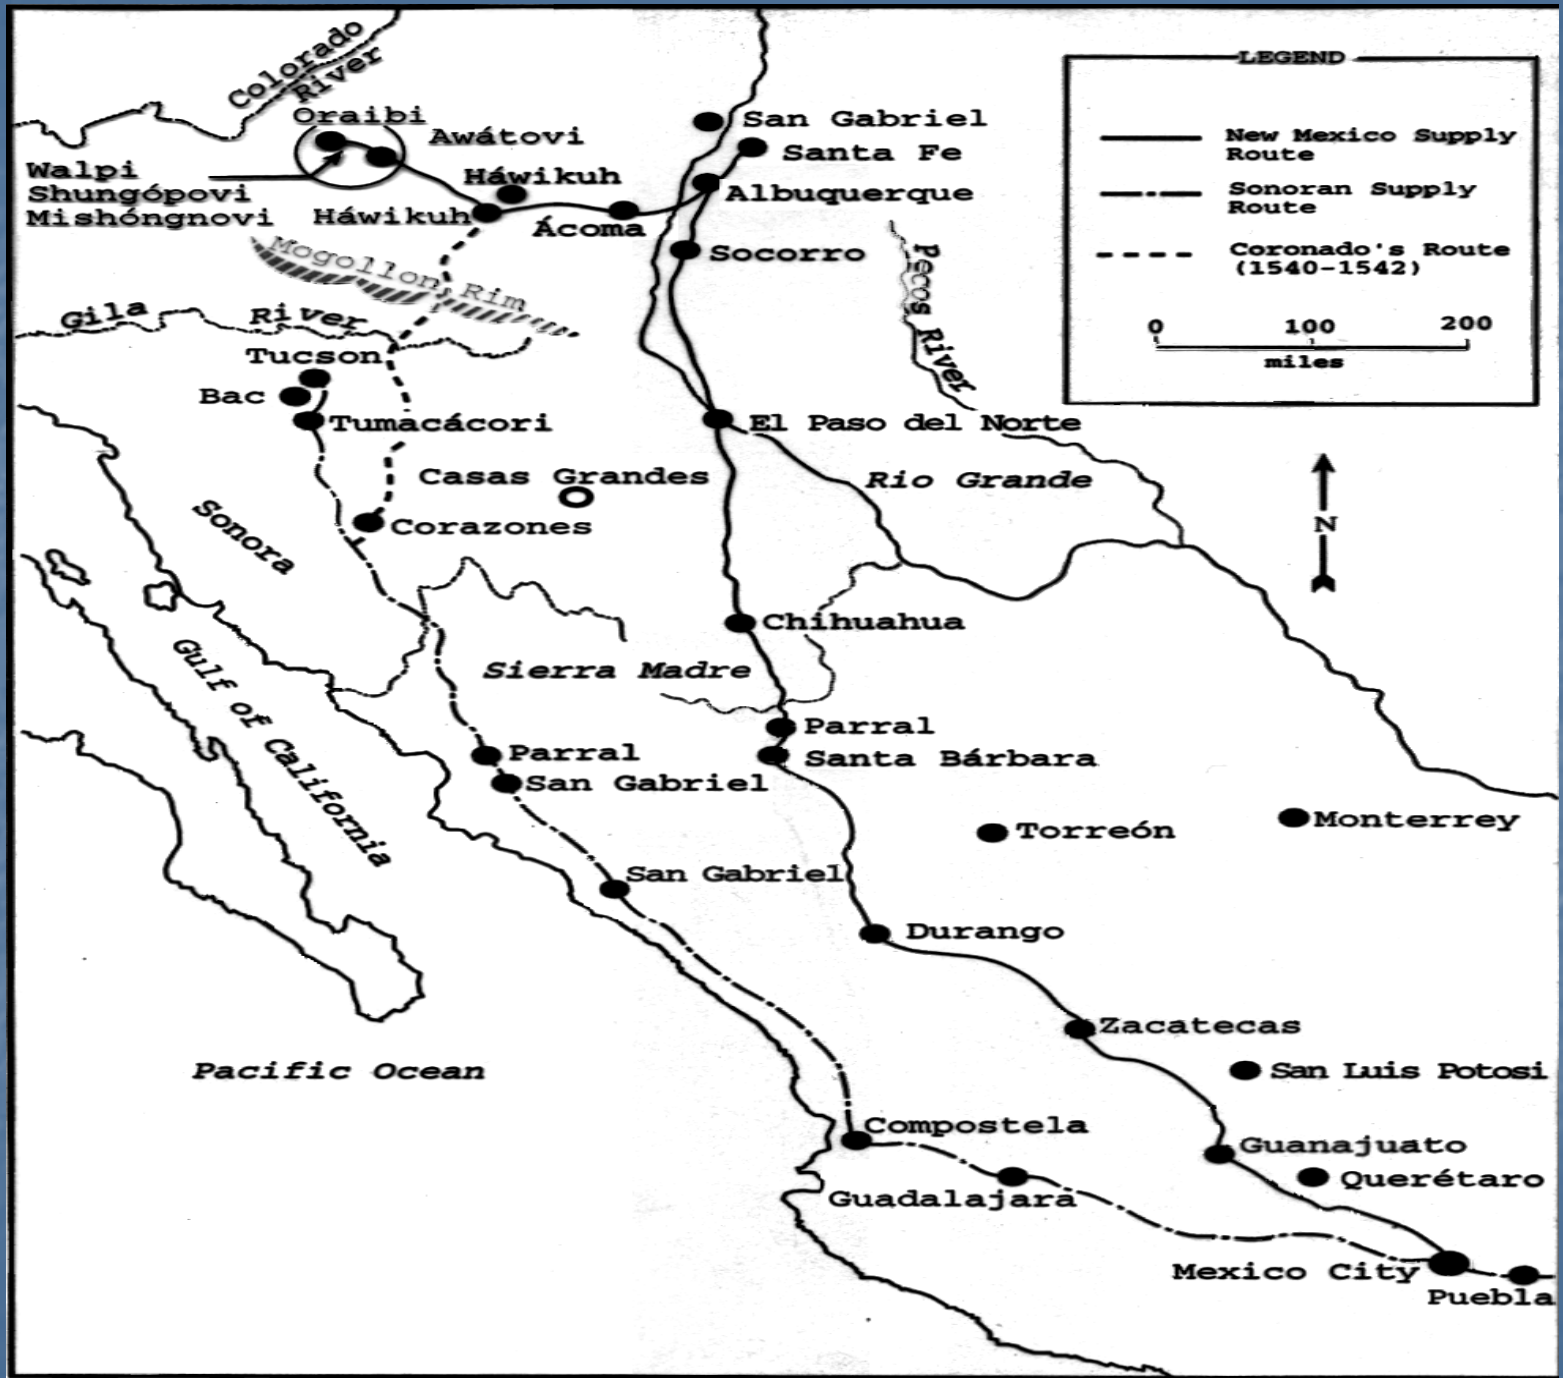 Colorado
River
Oraibi
Awátovi
Walpi
Shungópovi
Mishóngnovi
Háwikuh
Háwikuh
Ácoma
San Gabriel
Santa Fe
Albuquerque
Socorro
Mogollon Rim
Gila River
Pecos River
Tucson
Bac
Tumacácori
El Paso del Norte
Casas Grandes
Rio Grande
Corazones
Sonora
Chihuahua
Sierra Madre
Gulf of California
Parral
Santa Bárbara
Parral
San Gabriel
Torreón
Monterrey
San Gabriel
Durango
Zacatecas
Pacific Ocean
San Luis Potosi
Compostela
Guanajuato
Querétaro
Guadalajara
Mexico City
Puebla
LEGEND
New Mexico Supply
Route
Sonoran Supply
Route
Coronado's Route
(1540-1542)
0 100 200
miles
N